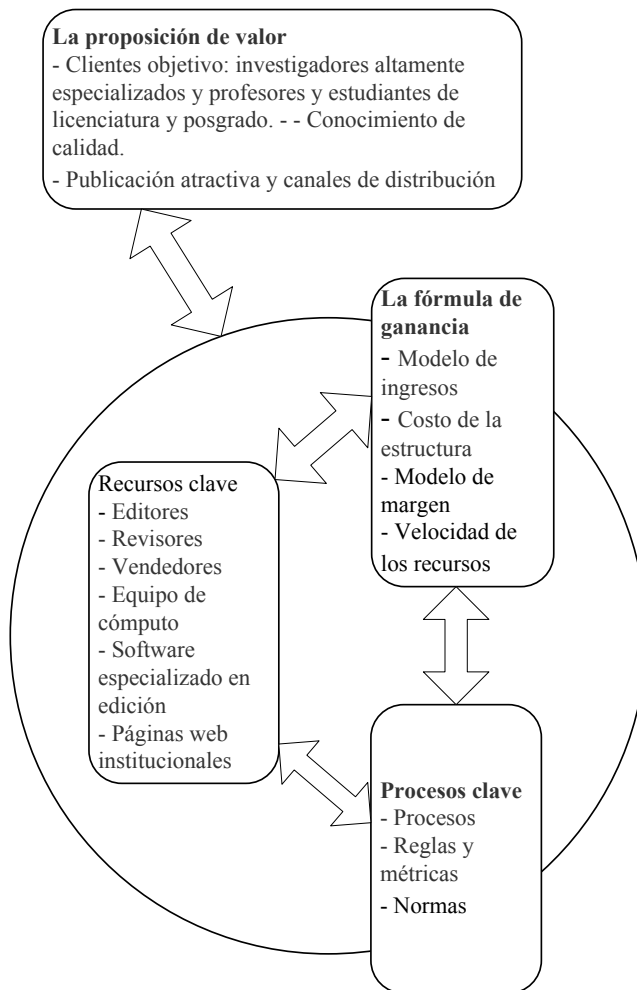 La proposición de valor
- Clientes objetivo: investigadores altamente
especializados y profesores y estudiantes de
licenciatura y posgrado. - - Conocimiento de
calidad.
- Publicación atractiva y canales de distribución
La fórmula de
ganancia
- Modelo de
ingresos
- Costo de la
estructura
- Modelo de
margen
- Velocidad de
los recursos
Recursos clave
- Editores
- Revisores
- Vendedores
- Equipo de
cómputo
- Software
especializado en
edición
- Páginas web
institucionales
Procesos clave
- Procesos
- Reglas y
métricas
- Normas